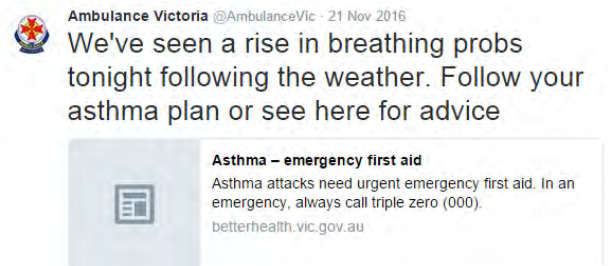 Ambulance Victoria @AmbulanceVic · 21 Nov 2016
We've seen a rise in breathing probs
tonight following the weather. Follow your
asthma plan or see here for advice
Asthma – emergency first aid
Asthma attacks need urgent emergency first aid. In an
emergency, always call triple zero (000).
betterhealth.vic.gov.au